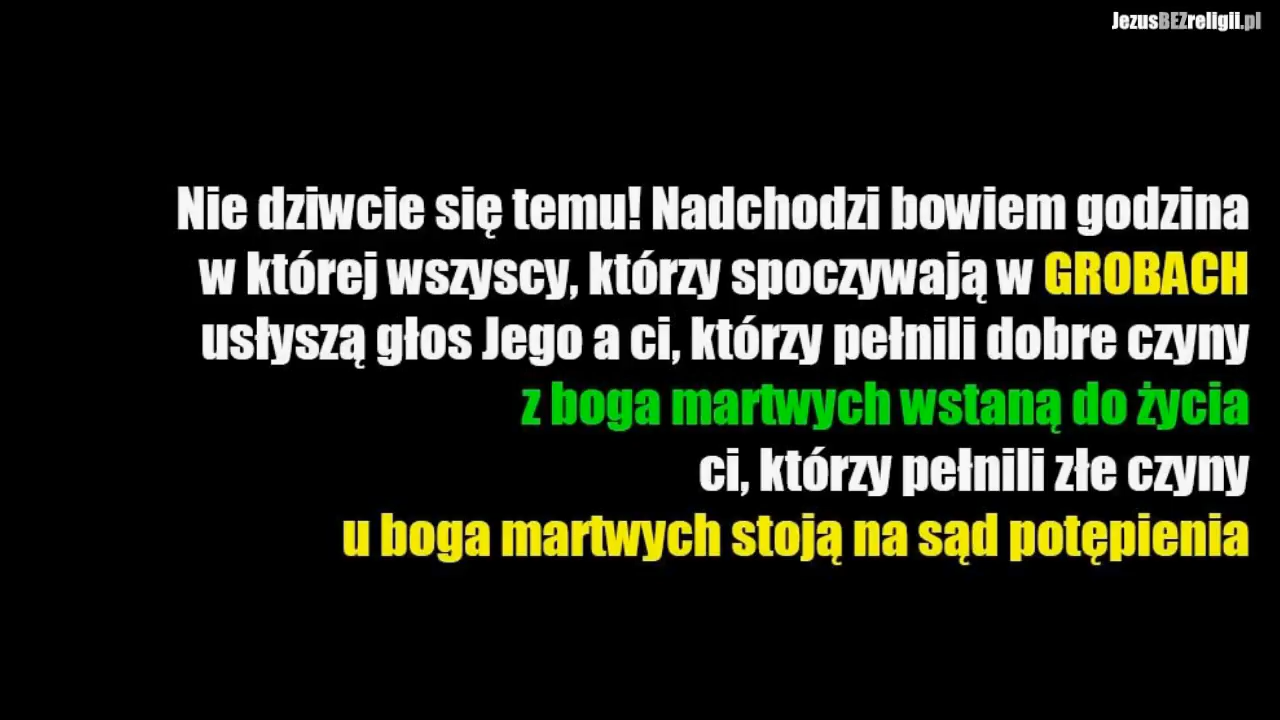 JezusBEZreligii.pl
Nie dziwcie się temu! Nadchodzi bowiem godzina
w której wszyscy, którzy spoczywają w GROBACH
usłyszą głos Jego a ci, którzy pełnili dobre czyny
z boga martwych wstaną do życia
ci, którzy pełnili złe czyny
u boga martwych stoją na sąd potępienia